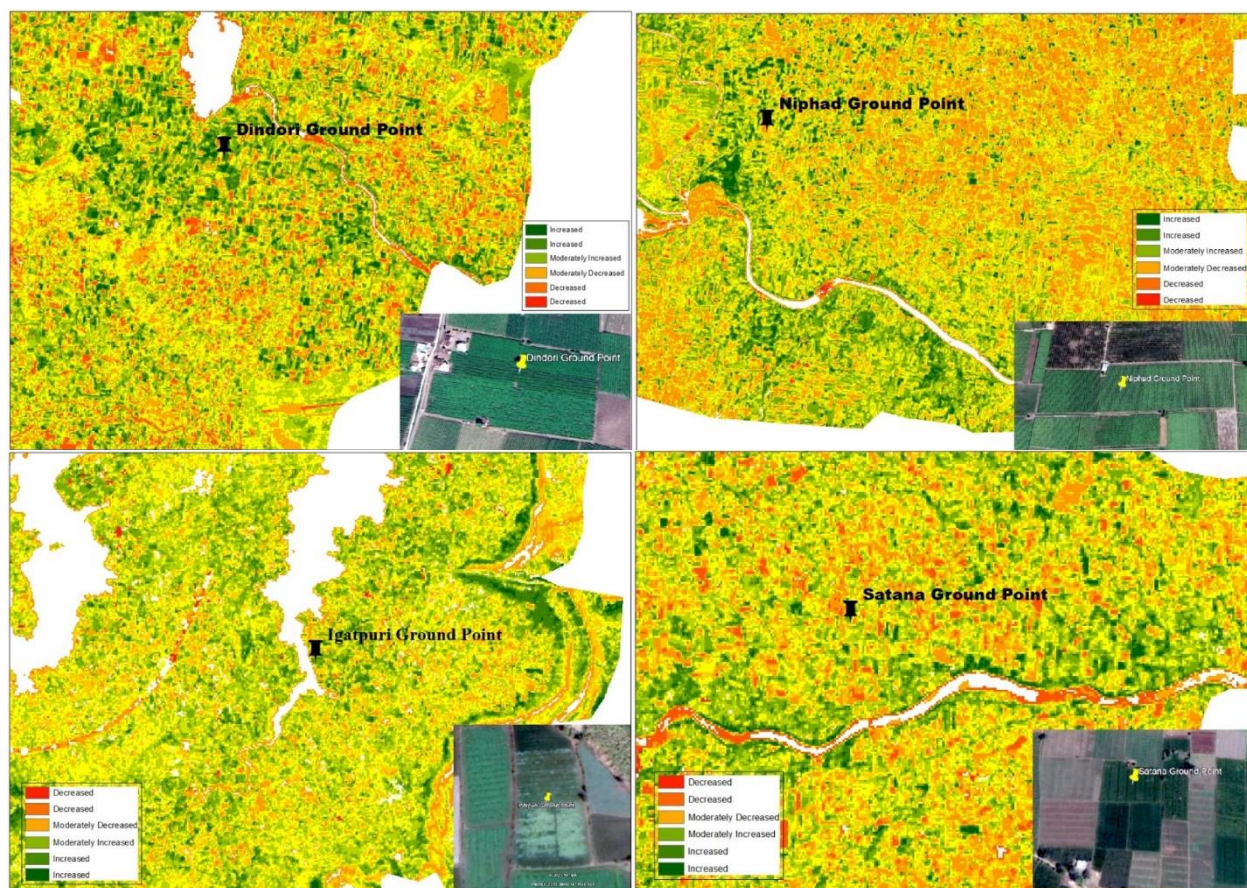 Dindori Ground Point
Increased
Increased
Moderately Increased
Moderately Decreased
Decreased
Decreased
Dindori Ground Point
Niphad Ground Point
Increased
Increased
Moderately Increased
Moderately Decreased
Decreased
Decreased
Niphad Ground Point
Igatpuri Ground Point
Decreased
Decreased
Moderately Decreased
Moderately Increased
Increased
Increased
Satana Ground Point
Decreased
Decreased
Moderately Decreased
Moderately Increased
Increased
Increased
Satana Ground Point